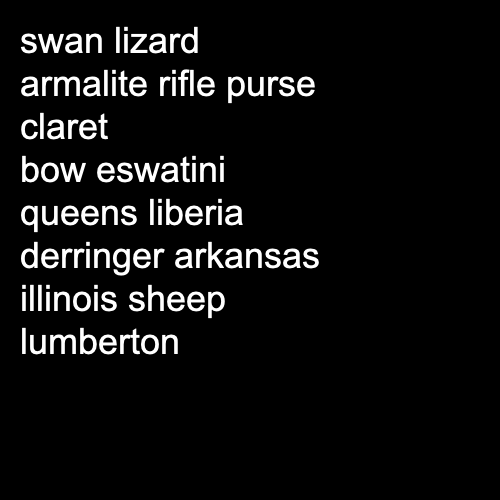 swan lizard
armalite rifle purse
claret
bow eswatini
queens liberia
derringer arkansas
illinois sheep
lumberton